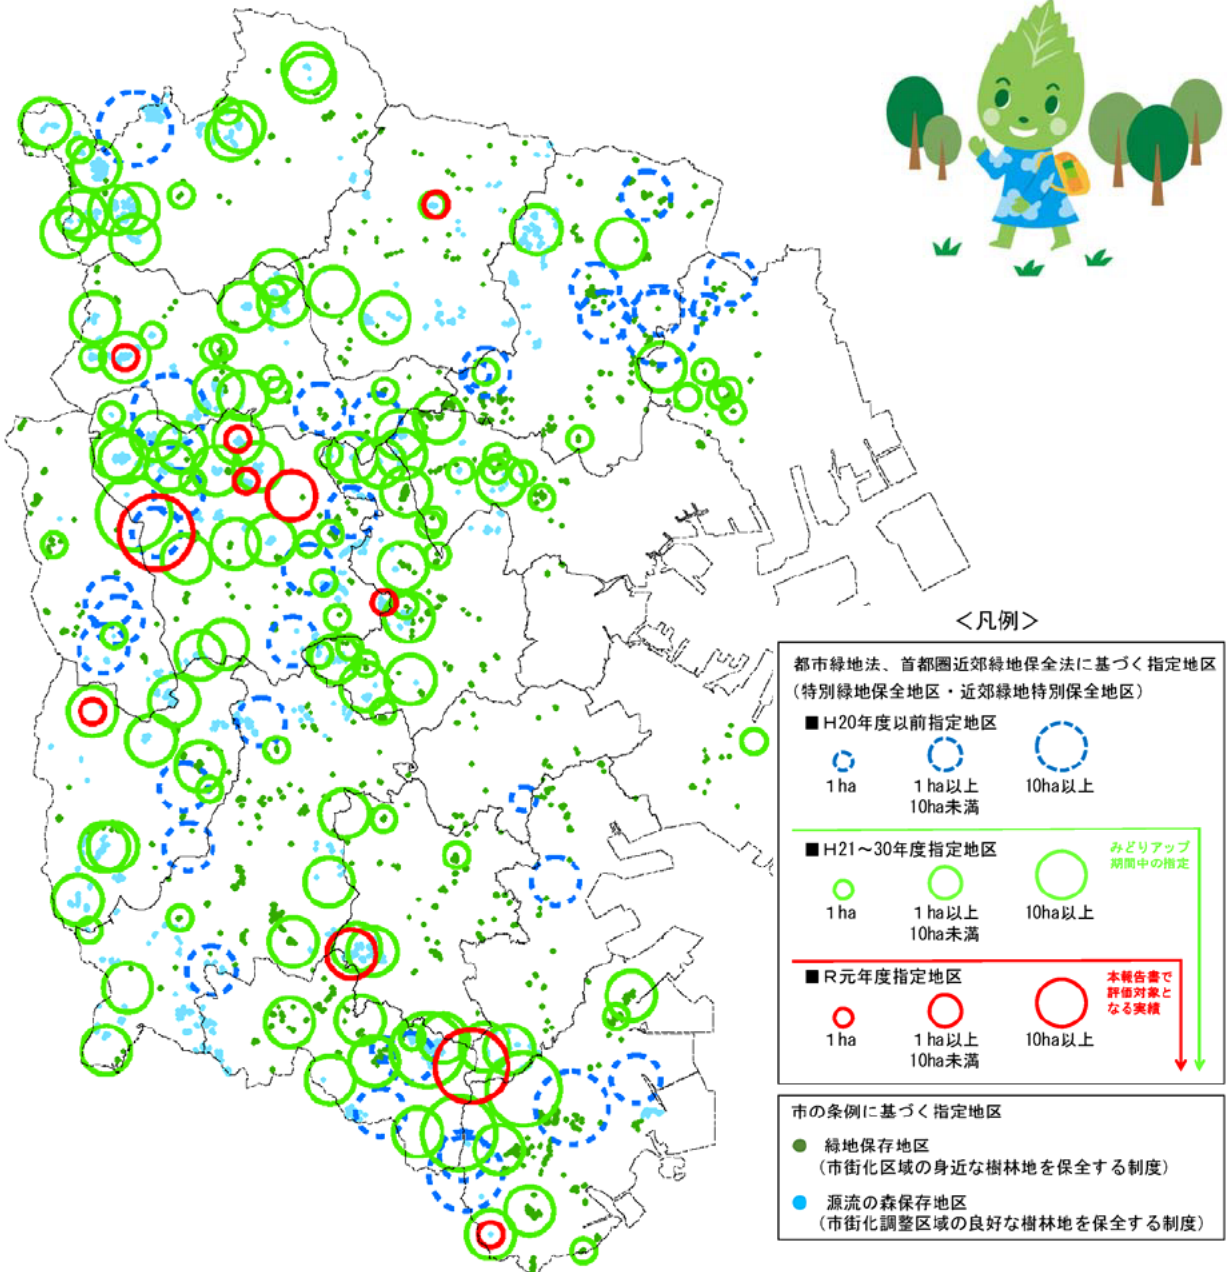 ＜凡例＞
都市緑地法、首都圏近郊緑地保全法に基づく指定地区
（特別緑地保全地区・近郊緑地特別保全地区）
■H20年度以前指定地区
1ha
1ha以上
10ha未満
10ha以上
みどりアップ
期間中の指定
■H21～30年度指定地区
1ha
1ha以上
10ha未満
10ha以上
■R元年度指定地区
本報告書で
評価対象と
なる実績
1ha
1ha以上
10ha未満
10ha以上
市の条例に基づく指定地区
緑地保存地区
（市街化区域の身近な樹林地を保全する制度）
源流の森保存地区
（市街化調整区域の良好な樹林地を保全する制度）